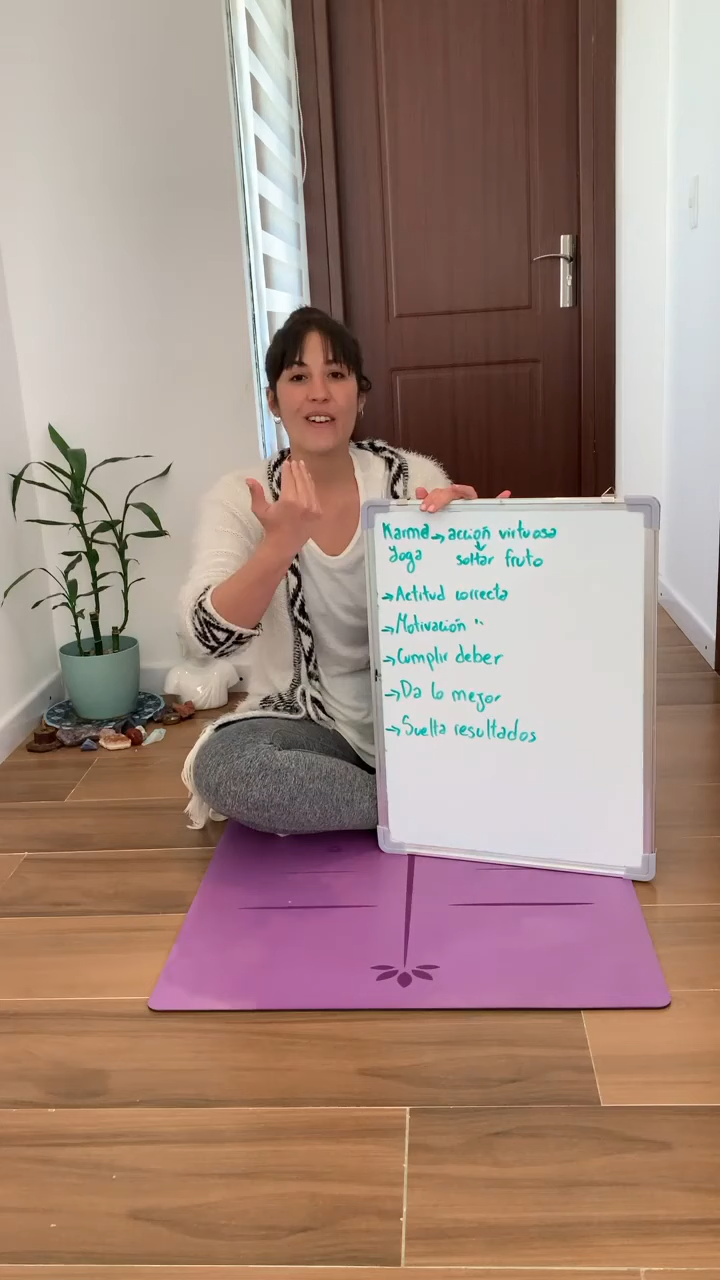 Karma → acción virtuosa
Yoga ↓ soltar fruto
→ Actitud correcta
→ Motivación "
→ Cumplir deber
→ Da lo mejor
→ Suelta resultados